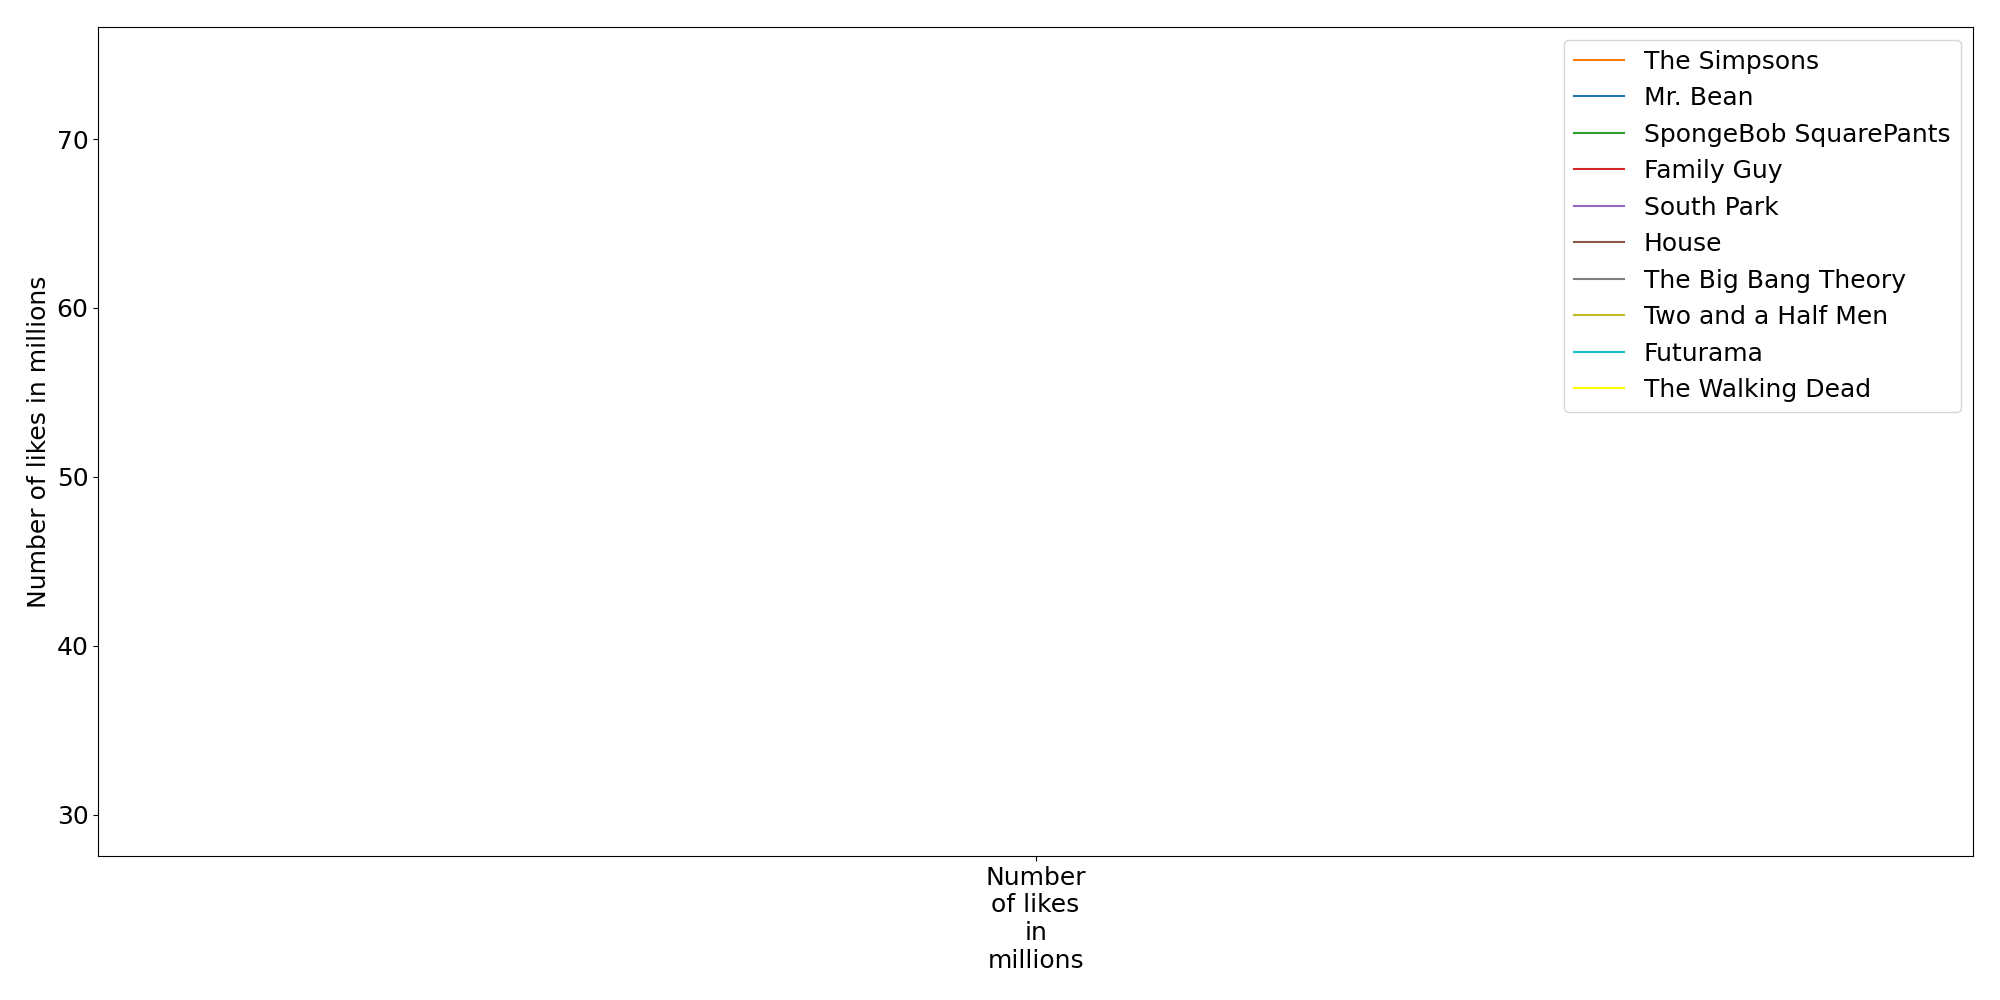 Number of likes in millions
70
60
50
40
30
The Simpsons
Mr. Bean
SpongeBob SquarePants
Family Guy
South Park
House
The Big Bang Theory
Two and a Half Men
Futurama
The Walking Dead
Number
of likes
in
millions